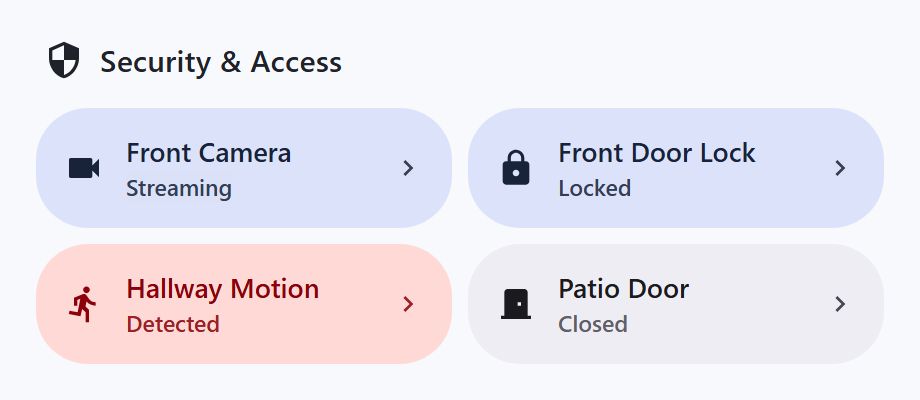 Security & Access
Front Camera
Streaming
Front Door Lock
Locked
Hallway Motion
Detected
Patio Door
Closed